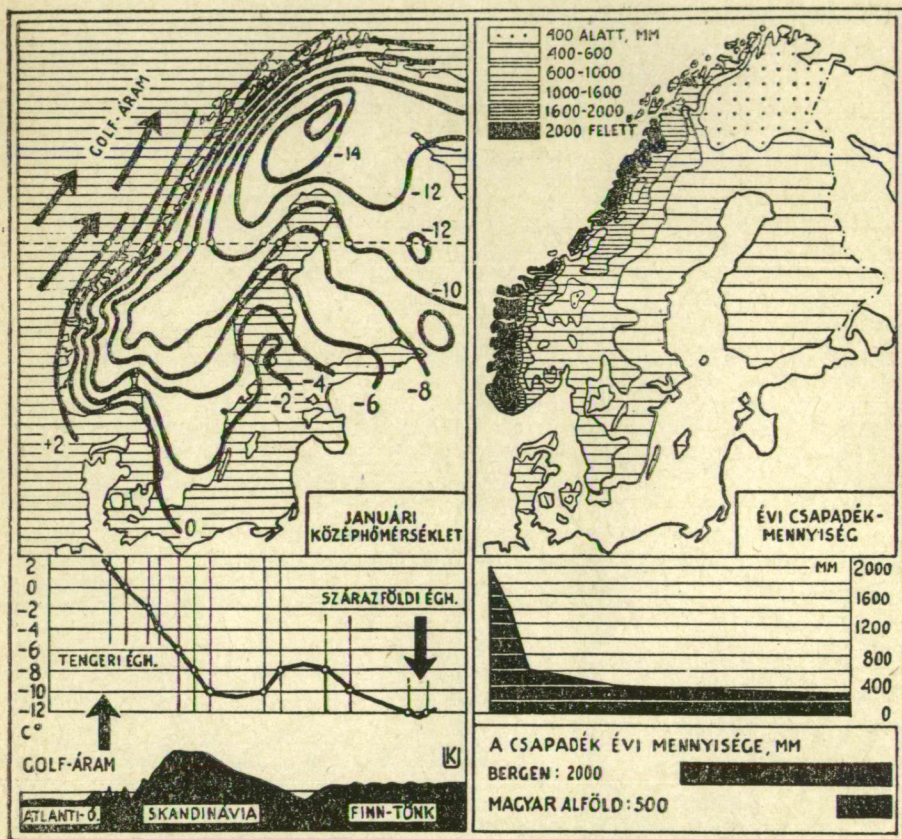 GOLF-ÁRAM
-14
-12
-12
-10
-8
-6
-4
-2
+2
0
JANUÁRI
KÖZÉPHŐMÉRSÉKLET
400 ALATT, MM
400-600
600-1000
1000-1600
1600-2000
2000 FELETT
ÉVI CSAPADÉK-
MENNYISÉG
2
0
-2
-4
-6
-8
-10
-12
C°
TENGERI ÉGH.
SZÁRAZFÖLDI ÉGH.
GOLF-ÁRAM
K
ATLANTI-Ó.
SKANDINÁVIA
FINN-TÖNK
MM
2000
1600
1200
800
400
0
A CSAPADÉK ÉVI MENNYISÉGE, MM
BERGEN: 2000
MAGYAR ALFÖLD: 500